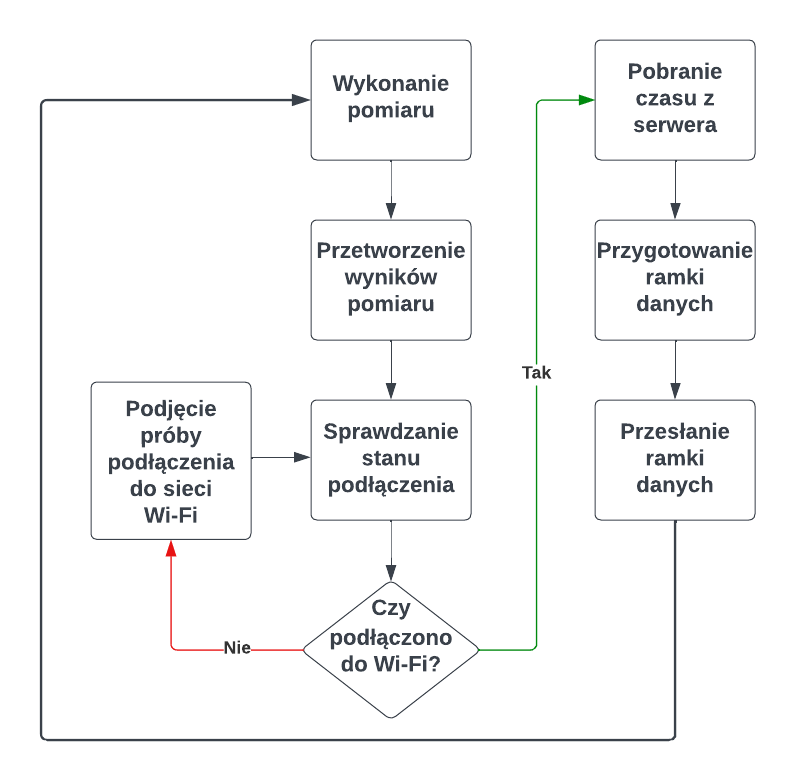 Wykonanie
pomiaru
Przetworzenie
wyników
pomiaru
Sprawdzanie
stanu
podłączenia
Czy
podłączono
do Wi-Fi?
Nie
Podjęcie
próby
podłączenia
do sieci
Wi-Fi
Tak
Pobranie
czasu z
serwera
Przygotowanie
ramki
danych
Przesłanie
ramki
danych